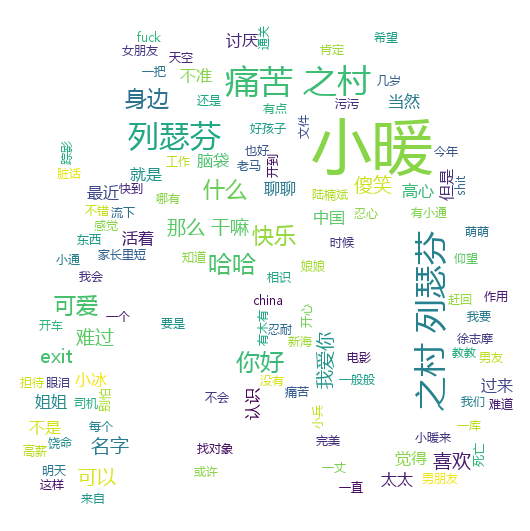 fuck
通关
希望
女朋友
天空
讨厌
肯定
一把
不准
痛苦 之村
几岁
身边
还是
有点
污污
当然
列瑟芬
好孩子
文件
小暖
也好
今年
脏话
工作
脑袋
老马
开到
但是
shit
就是
最近
快到
哪有
什么
聊聊
陆楠斌
傻笑
高心
不错
流下
忍心
有小通
感觉
那么 干嘛
中国
活着
快乐
东西
时候
之村 列瑟芬
萌萌
小通
家长里短
知道
哈哈
相识
娘娘
仰望
我会
可爱
china
赶回
作用
一个
有木有
开心
我要
开车
要是
忍耐
难过
新海
我爱你
徐志摩
exit
你好
电影
教教
男友
担待
眼泪
小冰
没有
痛苦
一般般
过来
难道
姐姐
司机
别怕
不会
认识
小兵
我们
一库
不是
每个
名字
完美
小暖来
饶命
找对象
觉得
喜欢
死亡
高薪
明天
可以
或许
一丈
这样
一直
太太
男朋友
来自